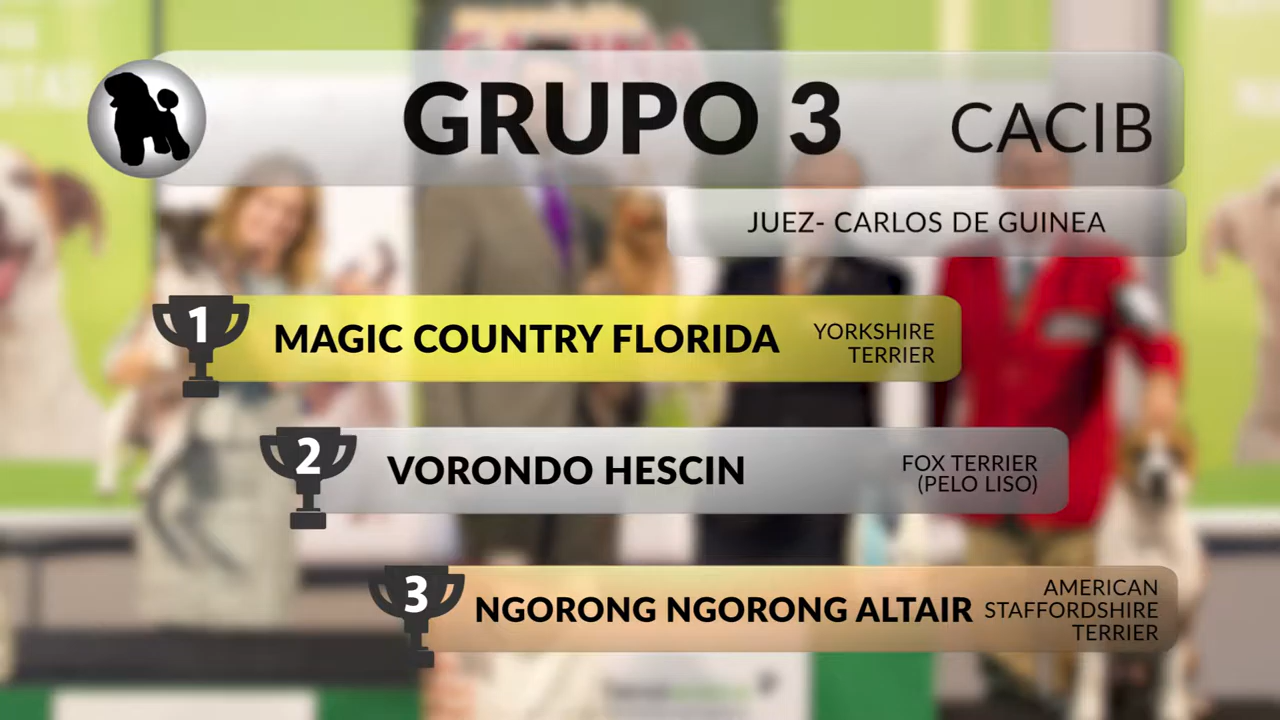 GRUPO 3
CACIB
JUEZ- CARLOS DE GUINEA
1
MAGIC COUNTRY FLORIDA
YORKSHIRE
TERRIER
2
VORONDO HESCIN
FOX TERRIER
(PELO LISO)
3
NGORONG NGORONG ALTAIR
AMERICAN
STAFFORDSHIRE
TERRIER